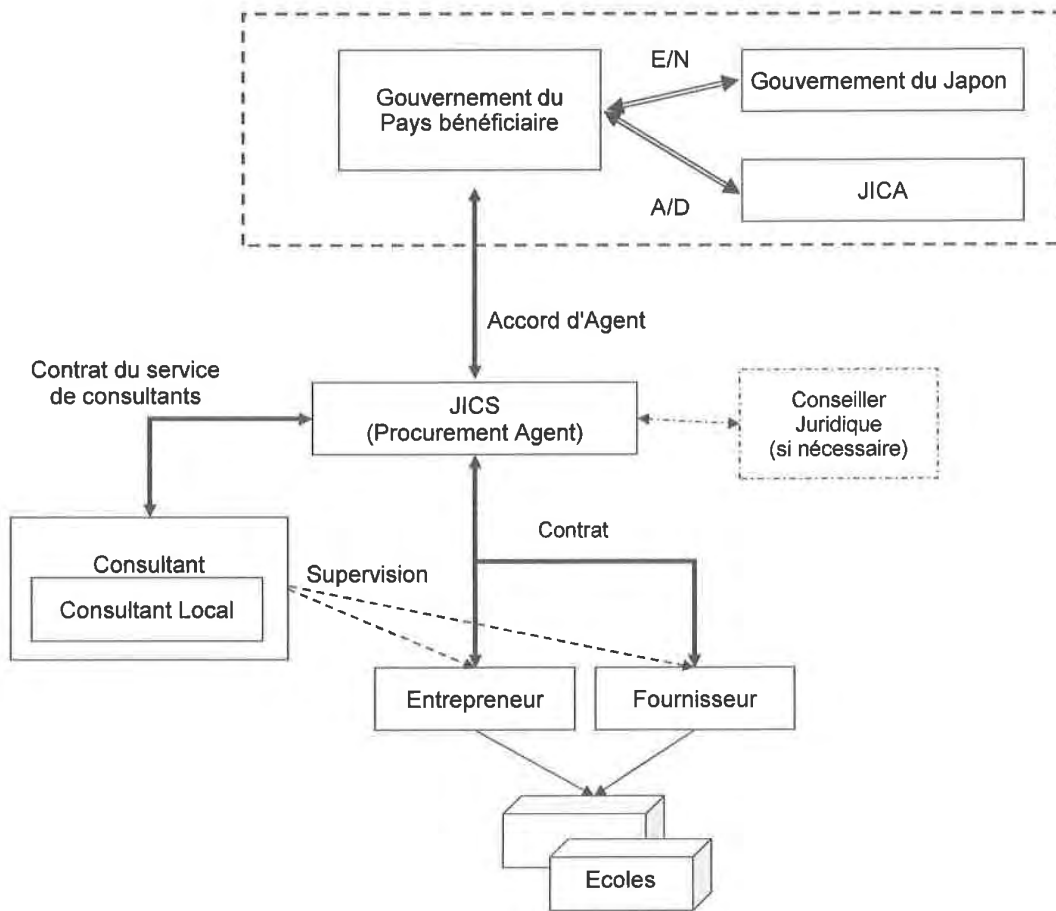 E/N
Gouvernement du
Pays bénéficiaire
Gouvernement du Japon
A/D
JICA
Accord d'Agent
Contrat du service
de consultants
JICS
(Procurement Agent)
Conseiller
Juridique
(si nécessaire)
Contrat
Consultant
Supervision
Consultant Local
Entrepreneur
Fournisseur
Ecoles